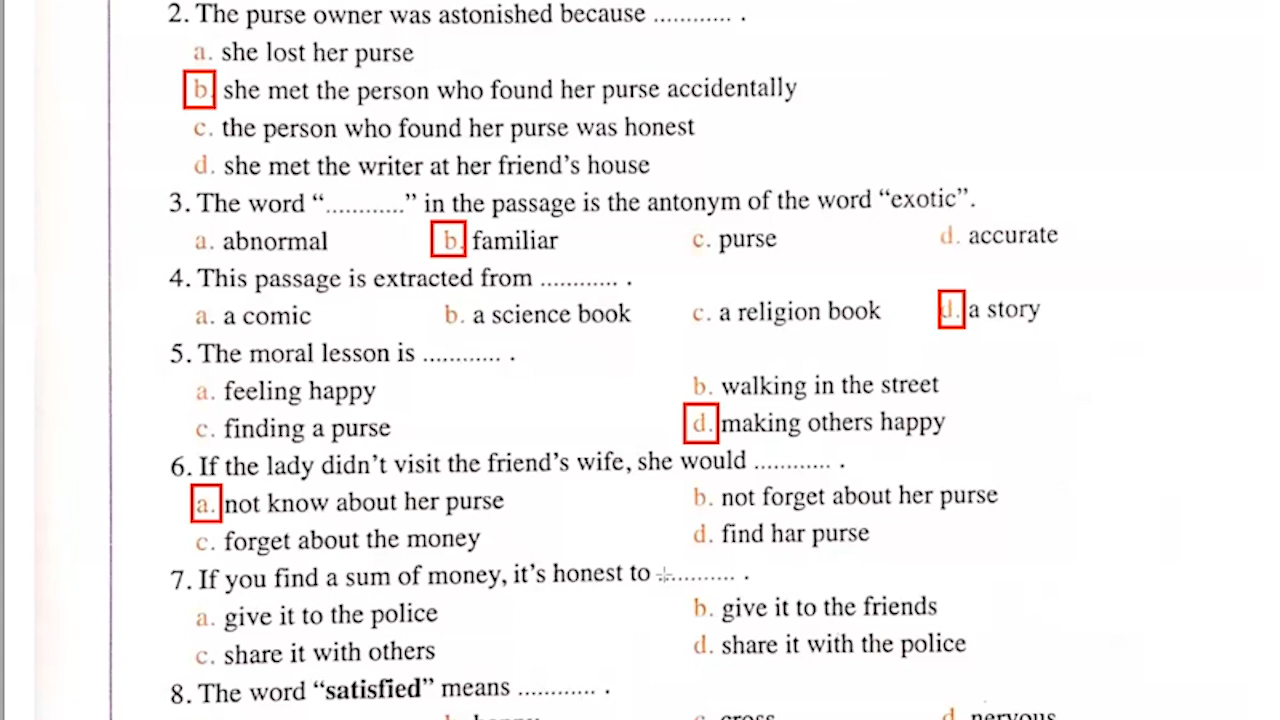 2. The purse owner was astonished because ............ .
a. she lost her purse
b. she met the person who found her purse accidentally
c. the person who found her purse was honest
d. she met the writer at her friend's house
3. The word “............” in the passage is the antonym of the word “exotic”.
a. abnormal b. familiar c. purse d. accurate
4. This passage is extracted from ............ .
a. a comic b. a science book c. a religion book d. a story
5. The moral lesson is ............ .
a. feeling happy b. walking in the street
c. finding a purse d. making others happy
6. If the lady didn't visit the friend's wife, she would ............ .
a. not know about her purse b. not forget about her purse
c. forget about the money d. find har purse
7. If you find a sum of money, it's honest to ............ .
a. give it to the police b. give it to the friends
c. share it with others d. share it with the police
8. The word “satisfied” means ............ .
b. happy c. cross d. nervous